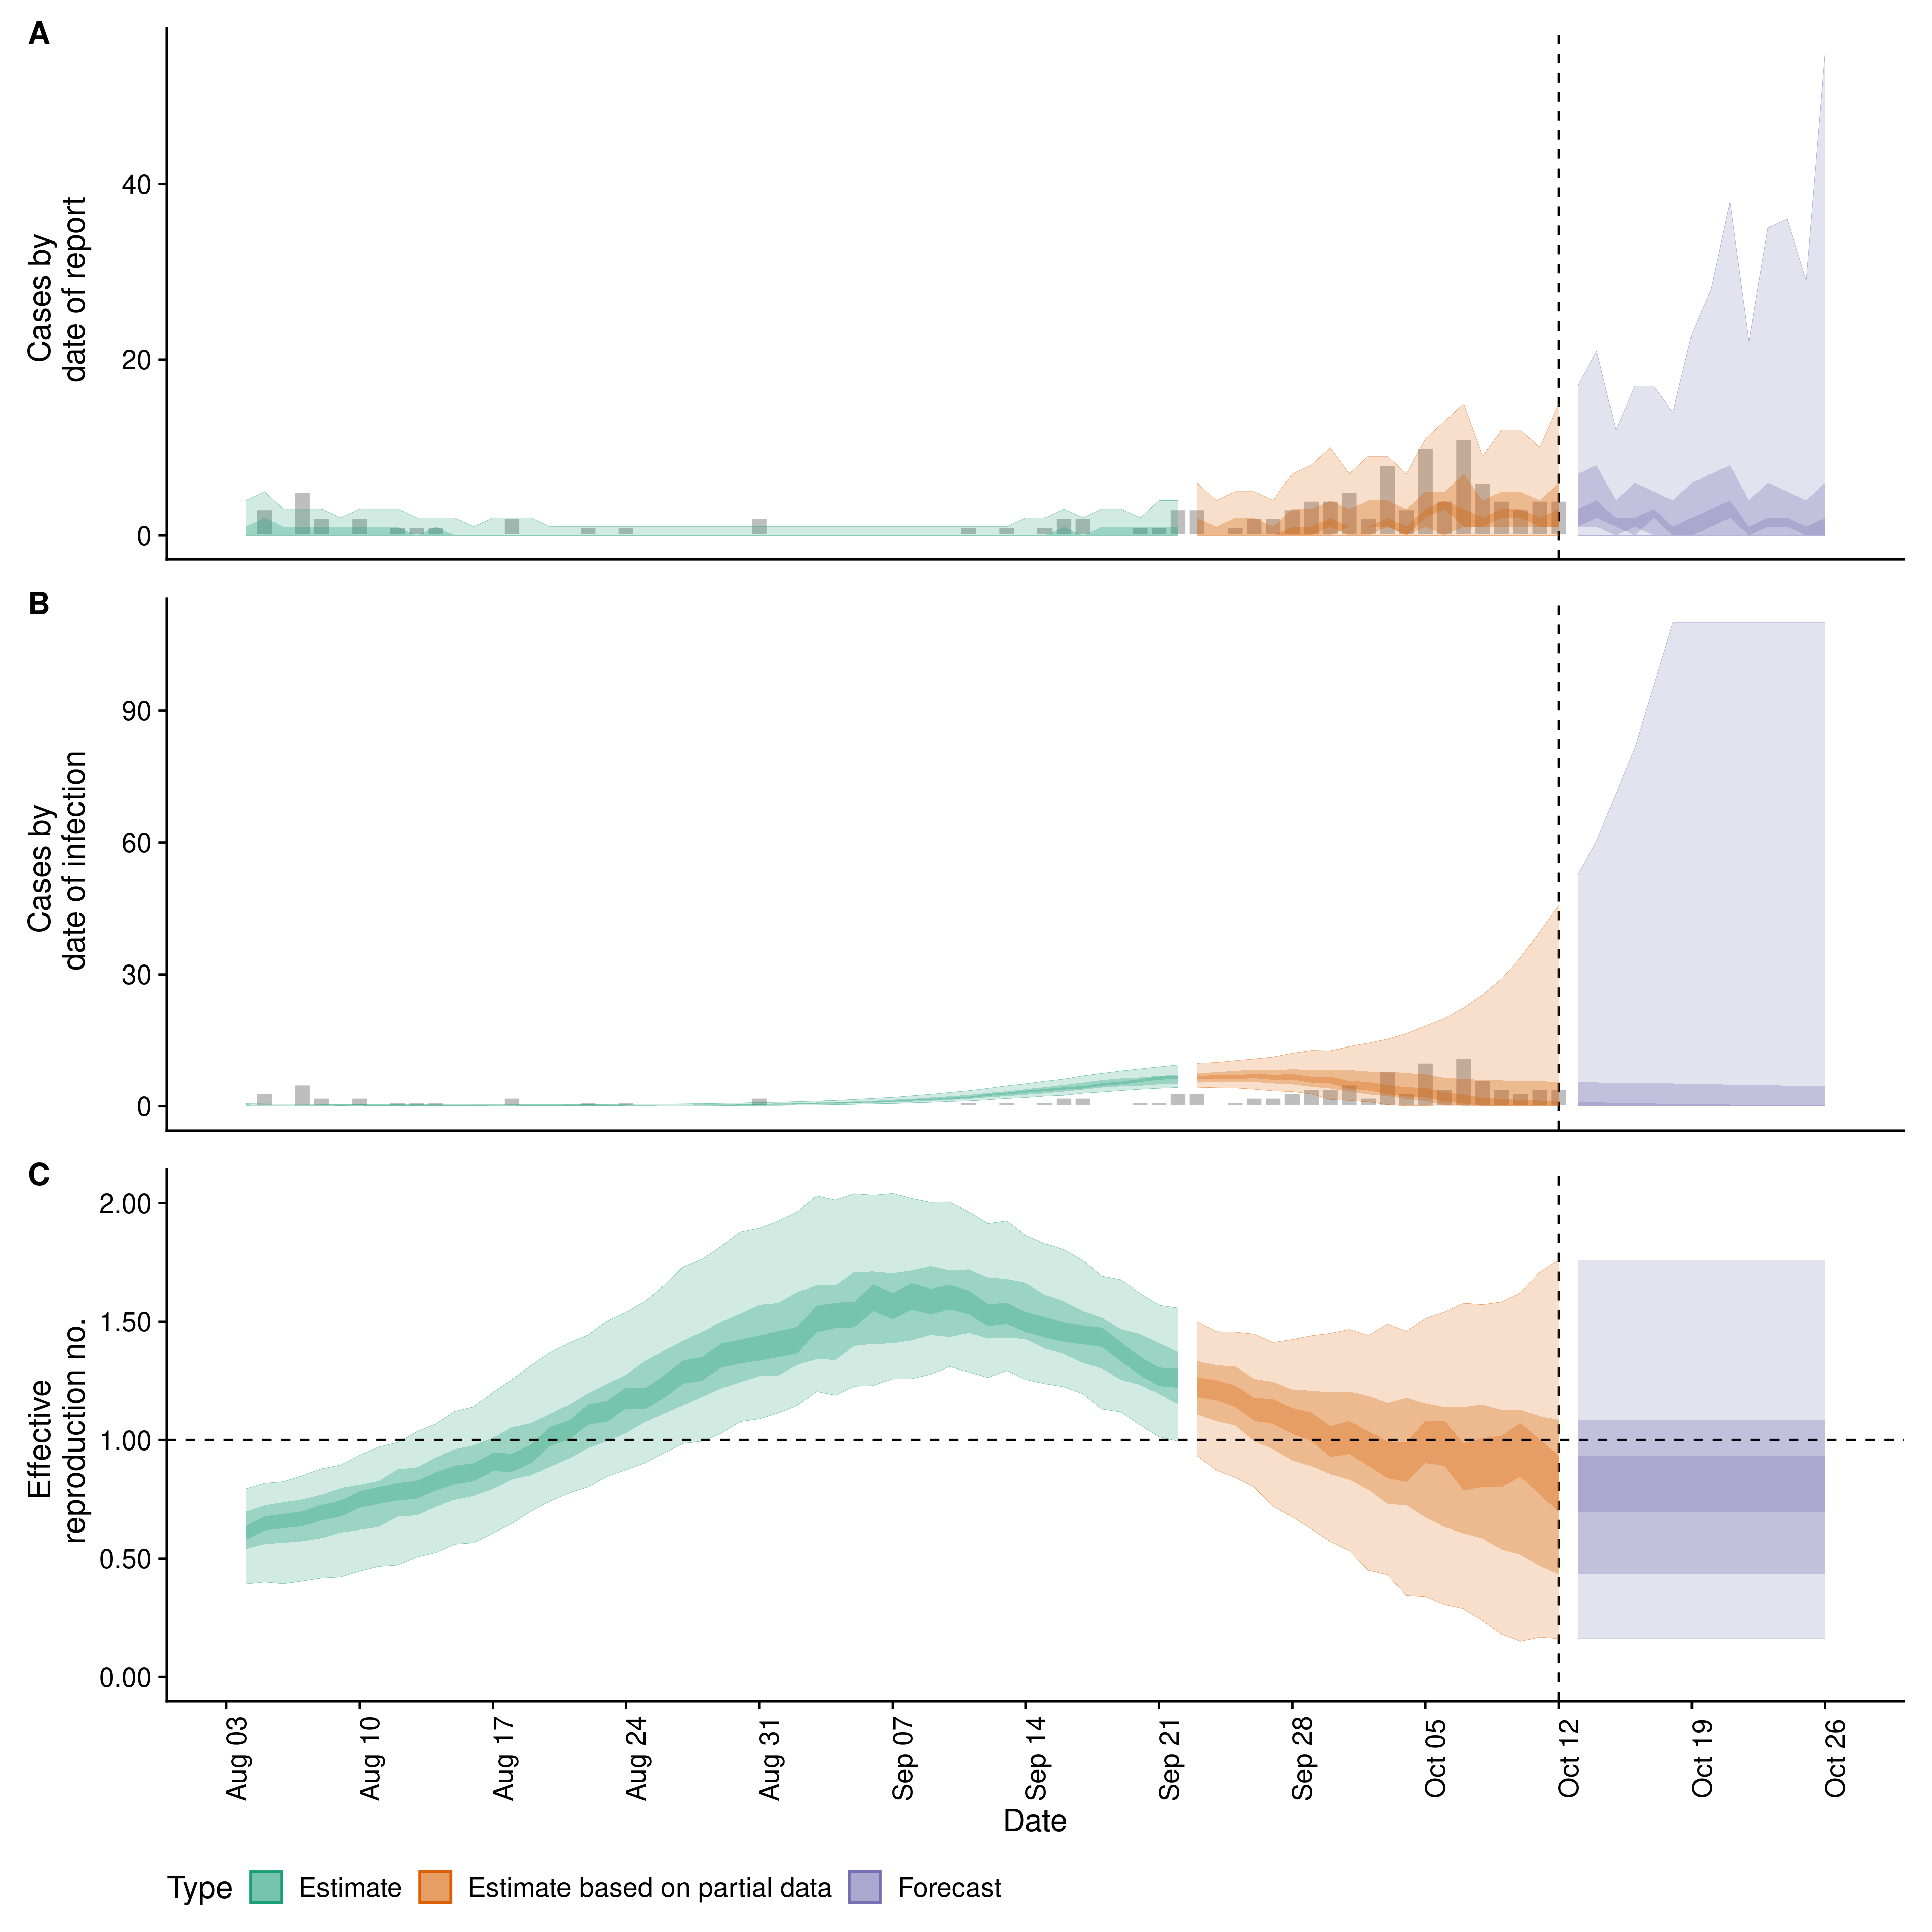 A
Cases by
date of report
40
20
0
B
Cases by
date of infection
90
60
30
0
C
Effective
reproduction no.
2.00
1.50
1.00
0.50
0.00
Aug 03
Aug 10
Aug 17
Aug 24
Aug 31
Sep 07
Sep 14
Sep 21
Sep 28
Oct 05
Oct 12
Oct 19
Oct 26
Date
Type Estimate Estimate based on partial data Forecast